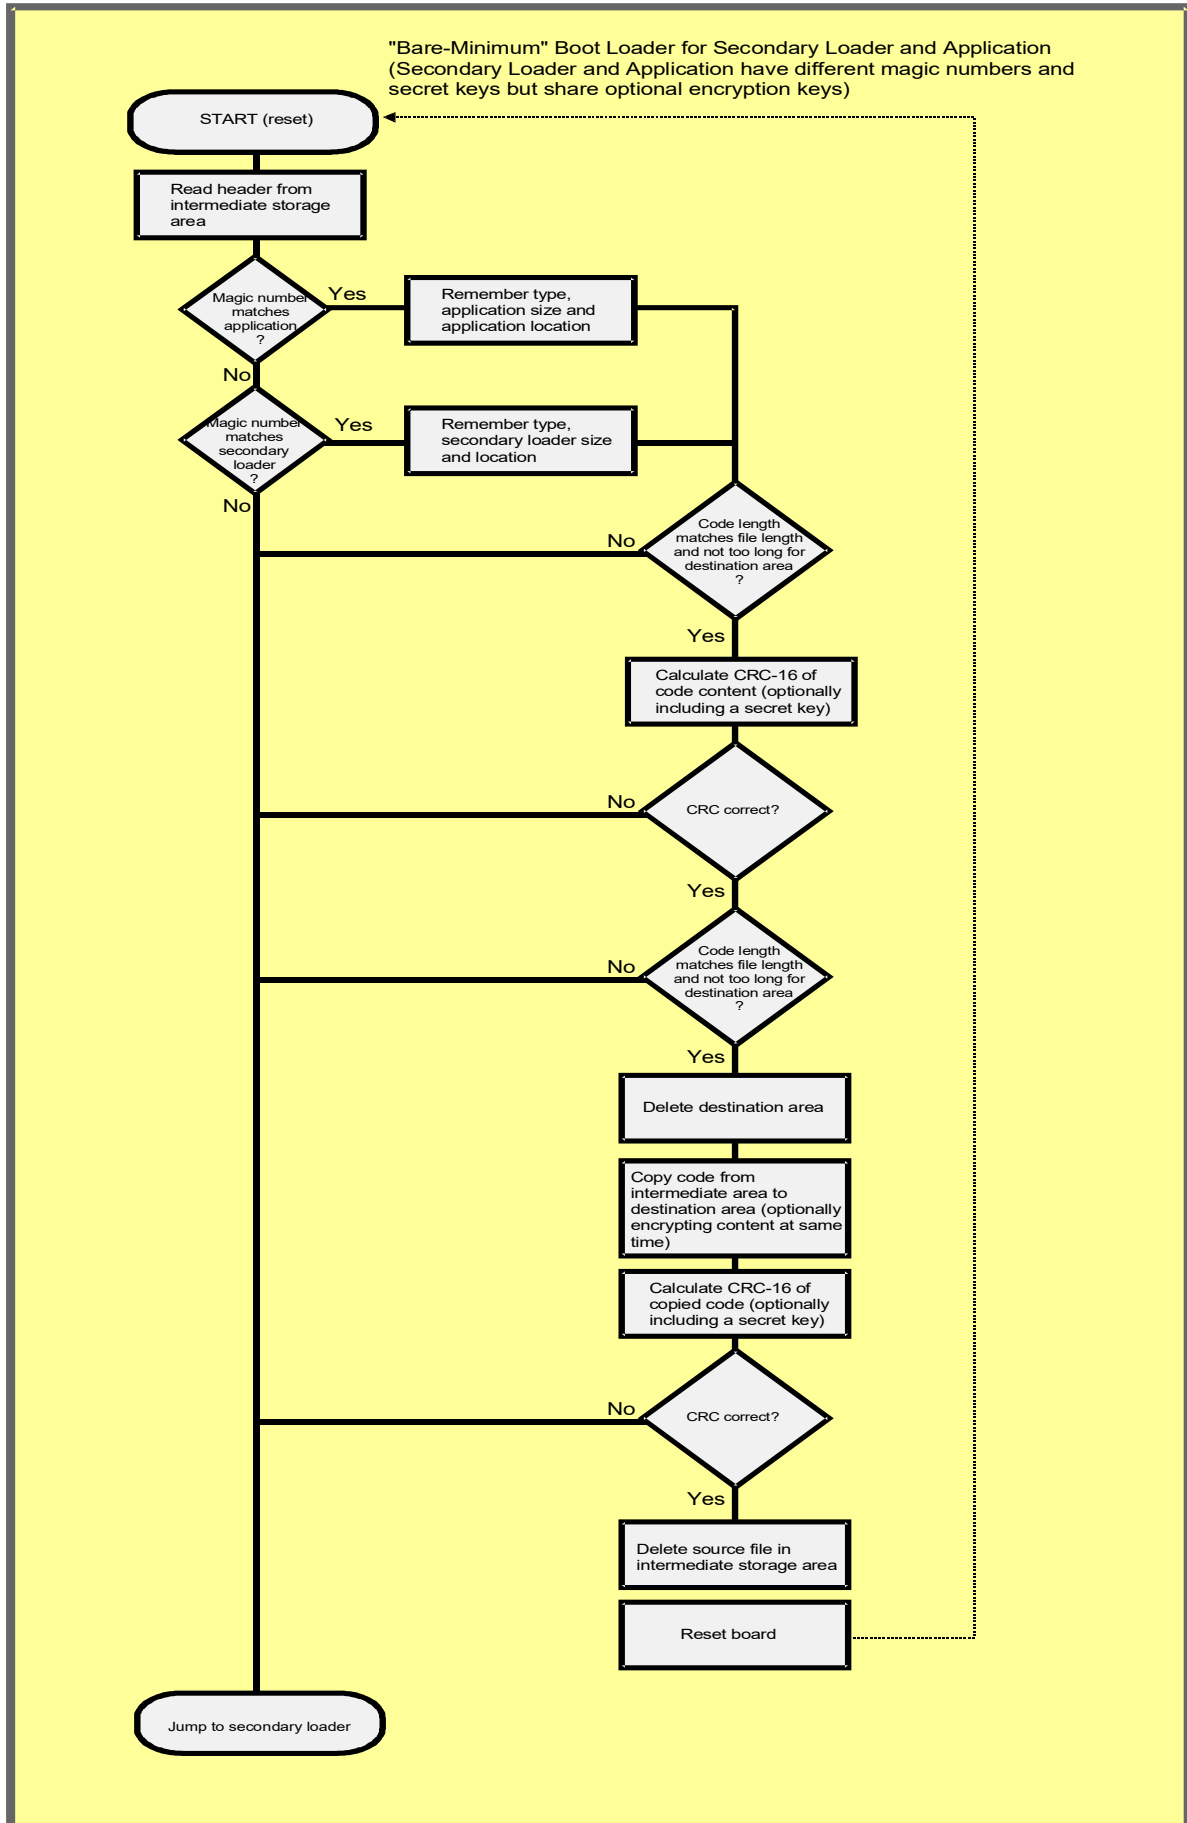 "Bare-Minimum" Boot Loader for Secondary Loader and Application
(Secondary Loader and Application have different magic numbers and
secret keys but share optional encryption keys)
START (reset)
Read header from
intermediate storage
area
Magic number
matches
application
?
Yes
Remember type,
application size and
application location
No
Magic number
matches
secondary
loader
?
Yes
Remember type,
secondary loader size
and location
No
Code length
matches file length
and not too long for
destination area
?
No
Yes
Calculate CRC-16 of
code content (optionally
including a secret key)
CRC correct?
No
Yes
Code length
matches file length
and not too long for
destination area
?
No
Yes
Delete destination area
Copy code from
intermediate area to
destination area (optionally
encrypting content at same
time)
Calculate CRC-16 of
copied code (optionally
including a secret key)
No
CRC correct?
Yes
Delete source file in
intermediate storage area
Reset board
Jump to secondary loader